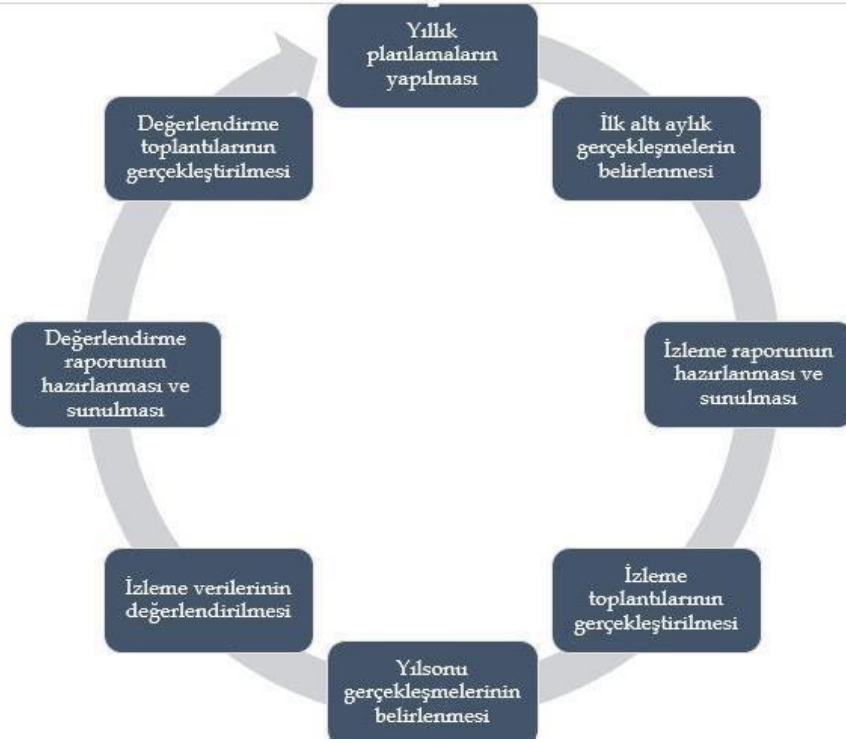 Yıllık
planlamaların
yapılması
İlk altı aylık
gerçekleşmelerin
belirlenmesi
İzleme raporunun
hazırlanması ve
sunulması
İzleme
toplantılarının
gerçekleştirilmesi
Yılsonu
gerçekleşmelerinin
belirlenmesi
İzleme verilerinin
değerlendirilmesi
Değerlendirme
raporunun
hazırlanması ve
sunulması
Değerlendirme
toplantılarının
gerçekleştirilmesi